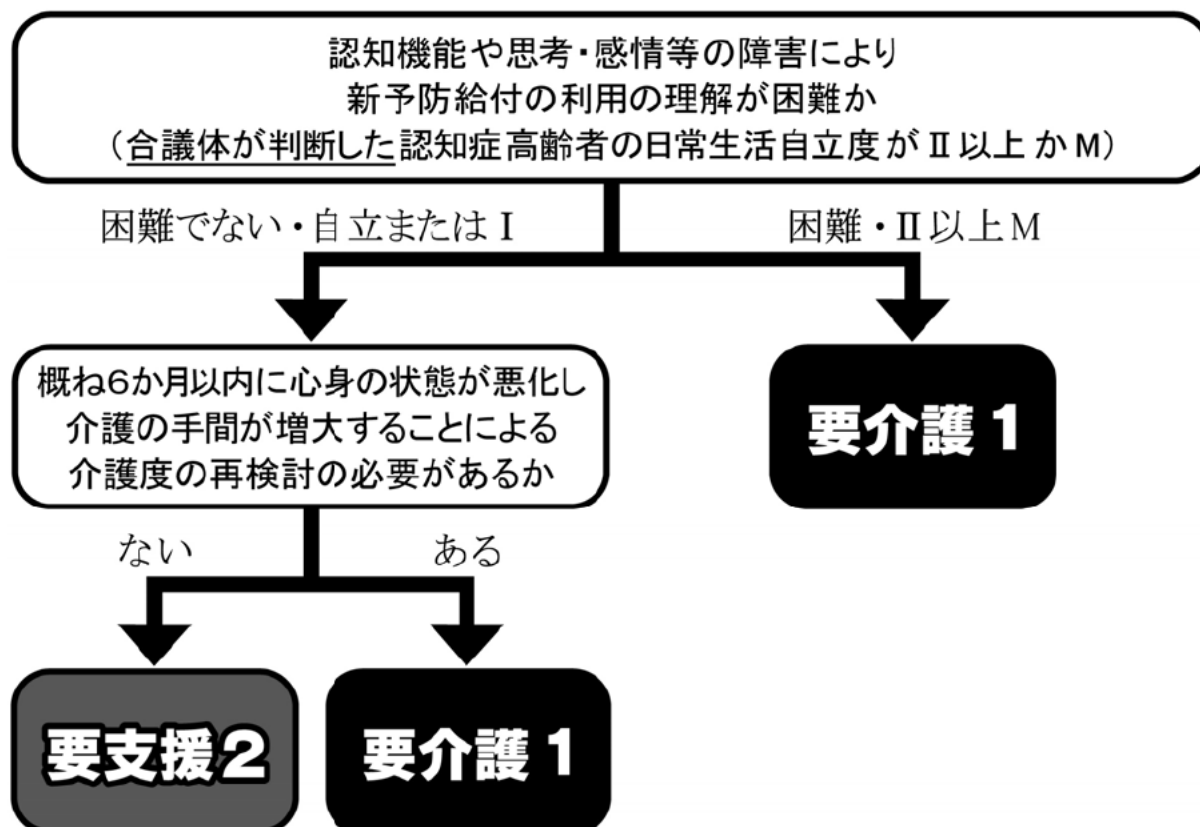 認知機能や思考・感情等の障害により
新予防給付の利用の理解が困難か
（合議体が判断した認知症高齢者の日常生活自立度がⅡ以上かM）
困難でない・自立またはⅠ
困難・Ⅱ以上M
概ね６か月以内に心身の状態が悪化し
介護の手間が増大することによる
介護度の再検討の必要があるか
要介護１
ない
ある
要支援２
要介護１